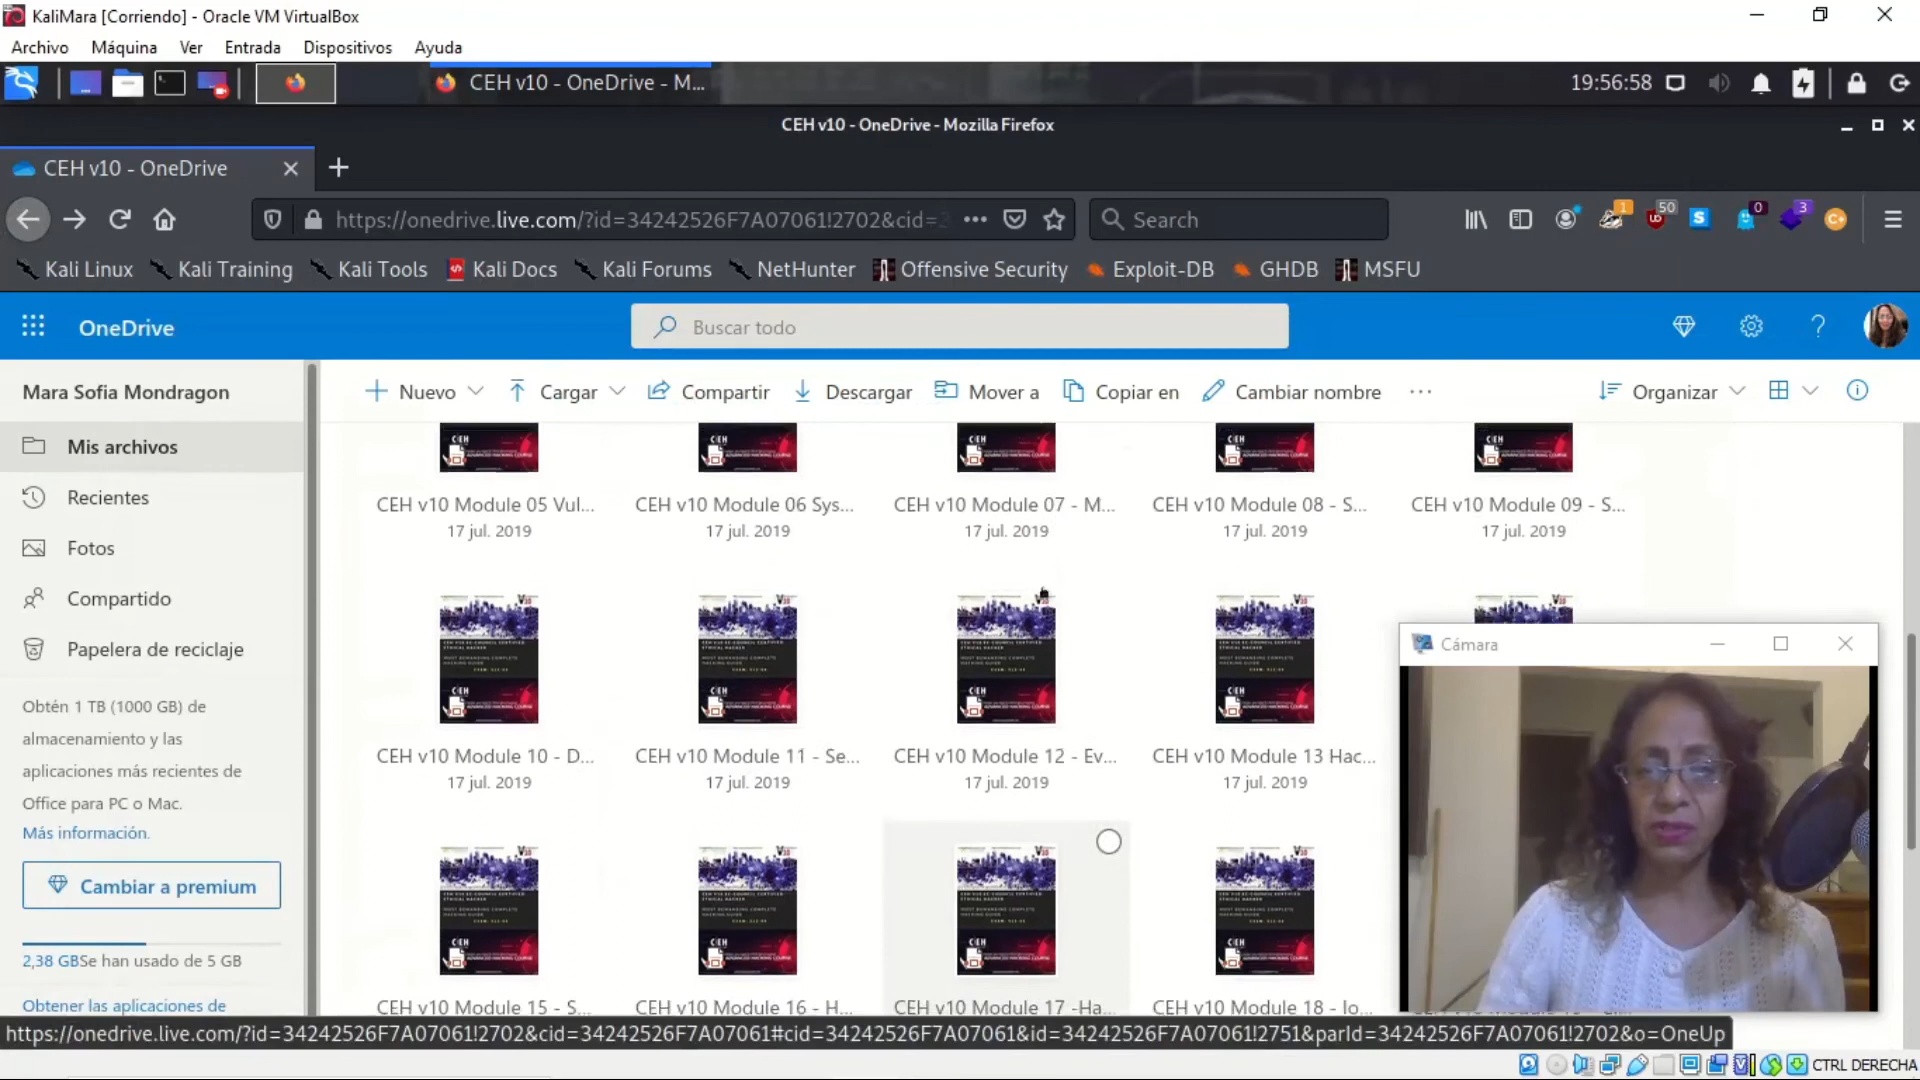 KaliMara [Corriendo] - Oracle VM VirtualBox
Archivo Máquina Ver Entrada Dispositivos Ayuda
CEH v10 - OneDrive - M... 19:56:58
CEH v10 - OneDrive - Mozilla Firefox
CEH v10 - OneDrive
https://onedrive.live.com/?id=34242526F7A07061!2702&cid=3 Search 1 50 0 3
Kali Linux Kali Training Kali Tools Kali Docs Kali Forums NetHunter Offensive Security Exploit-DB GHDB MSFU
OneDrive Buscar todo
Mara Sofia Mondragon
Nuevo Cargar Compartir Descargar Mover a Copiar en Cambiar nombre ... Organizar
Mis archivos
Recientes
Fotos
Compartido
Papelera de reciclaje
Obtén 1 TB (1000 GB) de
almacenamiento y las
aplicaciones más recientes de
Office para PC o Mac.
Más información.
Cambiar a premium
2,38 GBSe han usado de 5 GB
Obtener las aplicaciones de
CEH v10 Module 05 Vul... CEH v10 Module 06 Sys... CEH v10 Module 07 - M... CEH v10 Module 08 - S... CEH v10 Module 09 - S...
17 jul. 2019 17 jul. 2019 17 jul. 2019 17 jul. 2019 17 jul. 2019
CEH v10 Module 10 - D... CEH v10 Module 11 - Se... CEH v10 Module 12 - Ev... CEH v10 Module 13 Hac...
17 jul. 2019 17 jul. 2019 17 jul. 2019 17 jul. 2019
CEH v10 Module 15 - S... CEH v10 Module 16 - H... CEH v10 Module 17 -Ha... CEH v10 Module 18 - Io...
Cámara
https://onedrive.live.com/?id=34242526F7A07061!2702&cid=34242526F7A07061#cid=34242526F7A07061&id=34242526F7A07061!2751&parId=34242526F7A07061!2702&o=OneUp
CTRL DERECHA